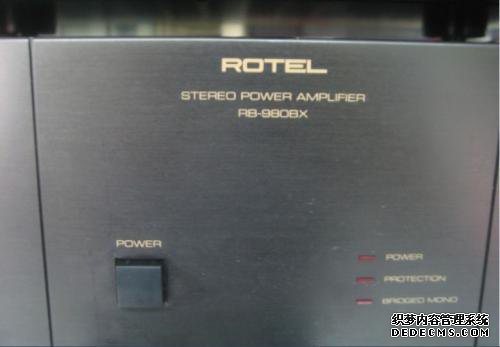 ROTEL
STEREO POWER AMPLIFIER
RB-980BX
POWER
POWER
PROTECTION
BRIDGED MONO
织梦内容管理系统
DEDECMS.COM